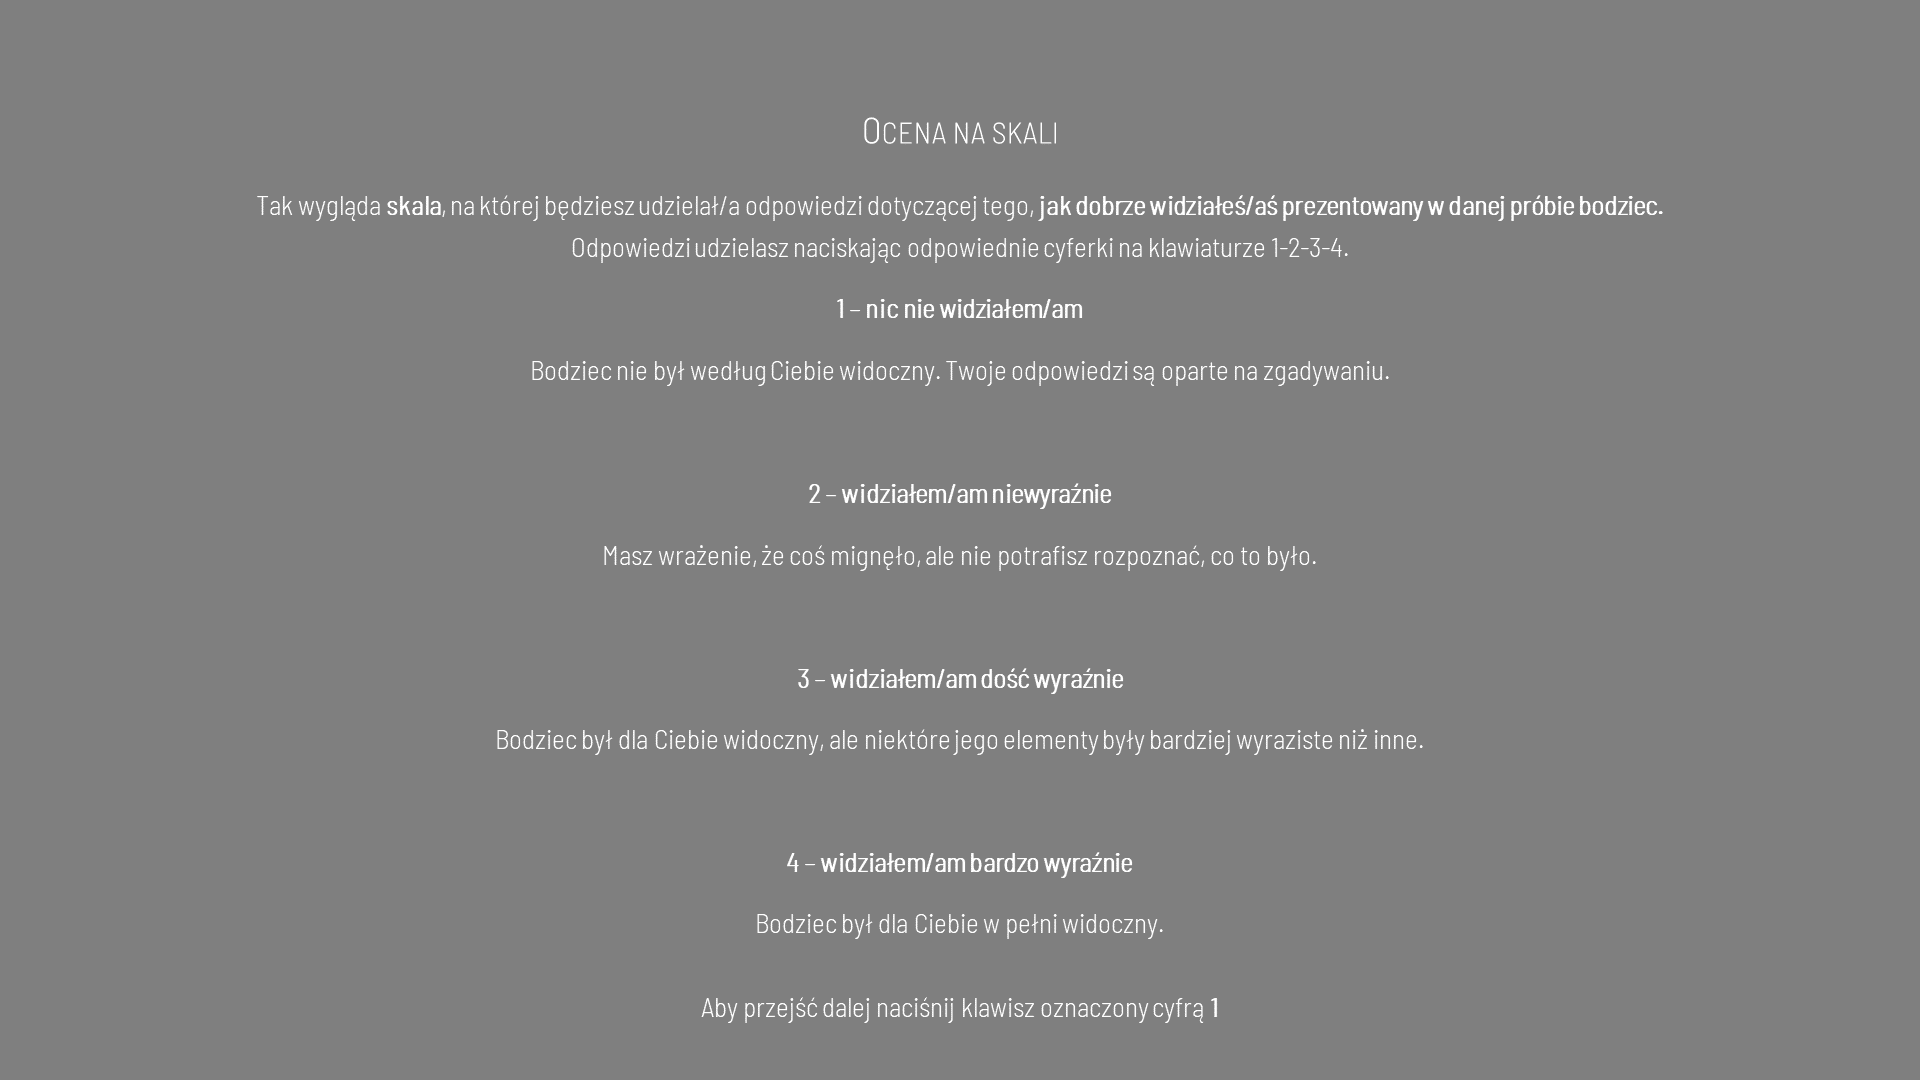 OCENA NA SKALI
Tak wygląda skala, na której będziesz udzielał/a odpowiedzi dotyczącej tego, jak dobrze widziałeś/aś prezentowany w danej próbie bodziec.
Odpowiedzi udzielasz naciskając odpowiednie cyferki na klawiaturze 1-2-3-4.
1 – nic nie widziałem/am
Bodziec nie był według Ciebie widoczny. Twoje odpowiedzi są oparte na zgadywaniu.
2 – widziałem/am niewyraźnie
Masz wrażenie, że coś mignęło, ale nie potrafisz rozpoznać, co to było.
3 – widziałem/am dość wyraźnie
Bodziec był dla Ciebie widoczny, ale niektóre jego elementy były bardziej wyraziste niż inne.
4 – widziałem/am bardzo wyraźnie
Bodziec był dla Ciebie w pełni widoczny.
Aby przejść dalej naciśnij klawisz oznaczony cyfrą 1